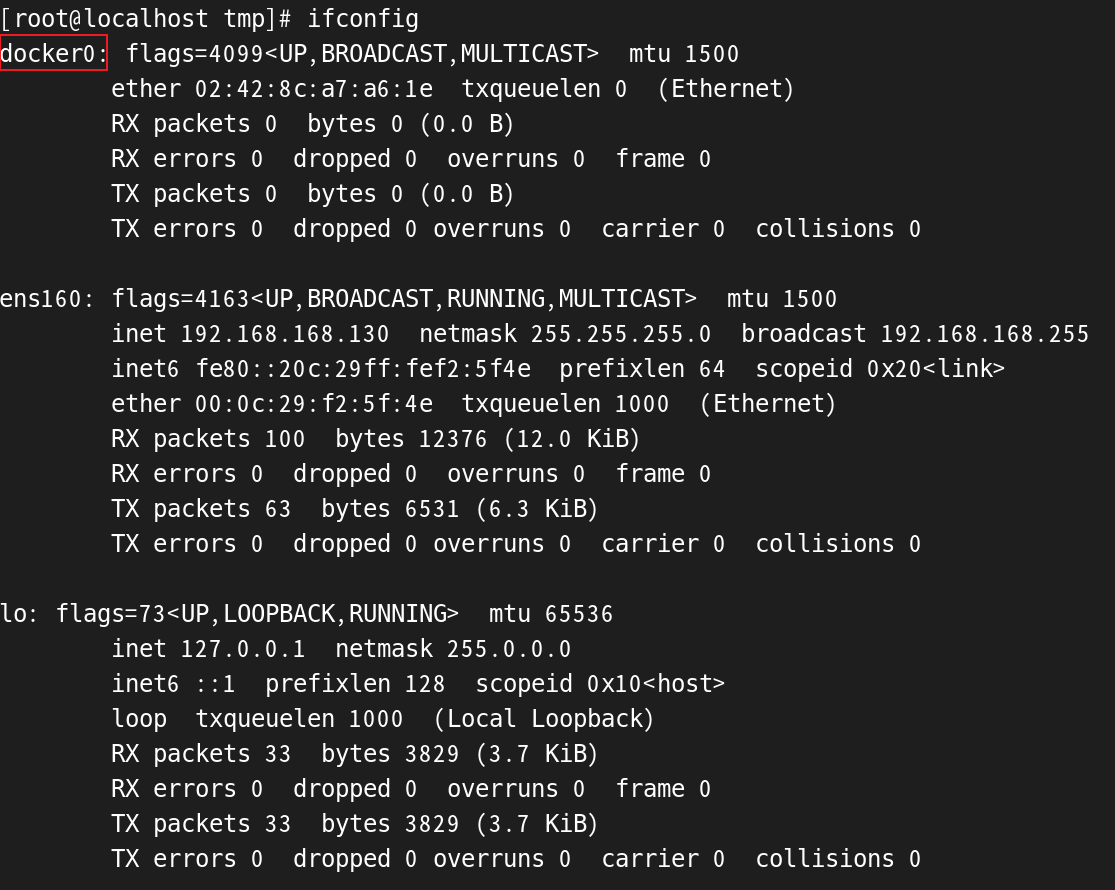 [root@localhost tmp]# ifconfig
docker0: flags=4099<UP,BROADCAST,MULTICAST>  mtu 1500
        ether 02:42:8c:a7:a6:1e  txqueuelen 0  (Ethernet)
        RX packets 0  bytes 0 (0.0 B)
        RX errors 0  dropped 0  overruns 0  frame 0
        TX packets 0  bytes 0 (0.0 B)
        TX errors 0  dropped 0 overruns 0  carrier 0  collisions 0

ens160: flags=4163<UP,BROADCAST,RUNNING,MULTICAST>  mtu 1500
        inet 192.168.168.130  netmask 255.255.255.0  broadcast 192.168.168.255
        inet6 fe80::20c:29ff:fef2:5f4e  prefixlen 64  scopeid 0x20<link>
        ether 00:0c:29:f2:5f:4e  txqueuelen 1000  (Ethernet)
        RX packets 100  bytes 12376 (12.0 KiB)
        RX errors 0  dropped 0  overruns 0  frame 0
        TX packets 63  bytes 6531 (6.3 KiB)
        TX errors 0  dropped 0 overruns 0  carrier 0  collisions 0

lo: flags=73<UP,LOOPBACK,RUNNING>  mtu 65536
        inet 127.0.0.1  netmask 255.0.0.0
        inet6 ::1  prefixlen 128  scopeid 0x10<host>
        loop  txqueuelen 1000  (Local Loopback)
        RX packets 33  bytes 3829 (3.7 KiB)
        RX errors 0  dropped 0  overruns 0  frame 0
        TX packets 33  bytes 3829 (3.7 KiB)
        TX errors 0  dropped 0 overruns 0  carrier 0  collisions 0